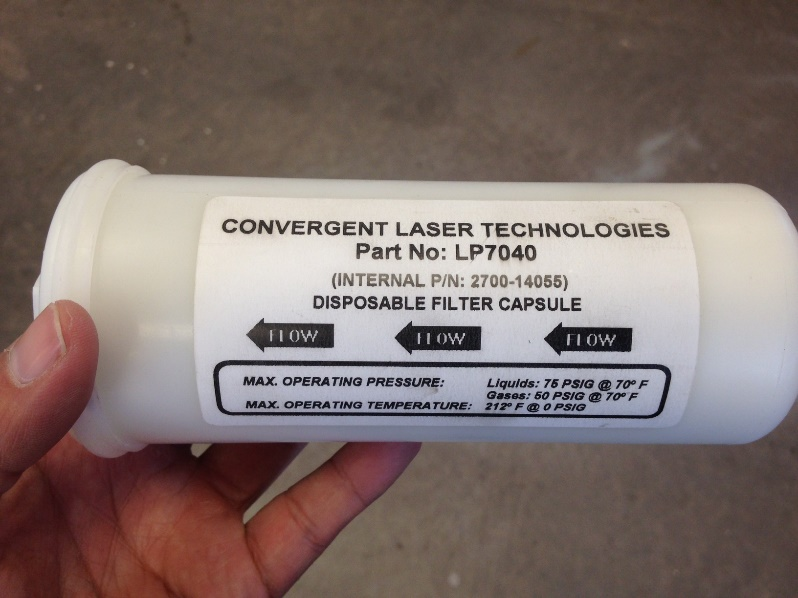 CONVERGENT LASER TECHNOLOGIES
Part No: LP7040
(INTERNAL P/N: 2700-14055)
DISPOSABLE FILTER CAPSULE
FLOW FLOW FLOW
MAX. OPERATING PRESSURE: Liquids: 75 PSIG @ 70° F
Gases: 50 PSIG @ 70° F
MAX. OPERATING TEMPERATURE: 212° F @ 0 PSIG